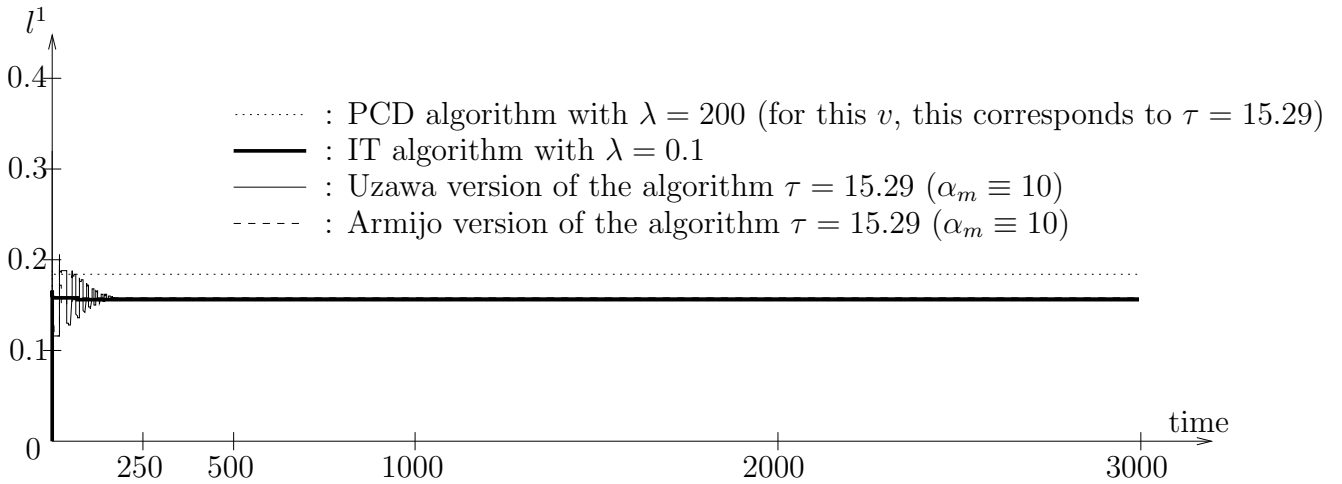 l¹
0.4
: PCD algorithm with λ = 200 (for this v, this corresponds to τ = 15.29)
: IT algorithm with λ = 0.1
0.3
: Uzawa version of the algorithm τ = 15.29 (αₘ ≡ 10)
: Armijo version of the algorithm τ = 15.29 (αₘ ≡ 10)
0.2
0.1
time
0
250 500 1000 2000 3000